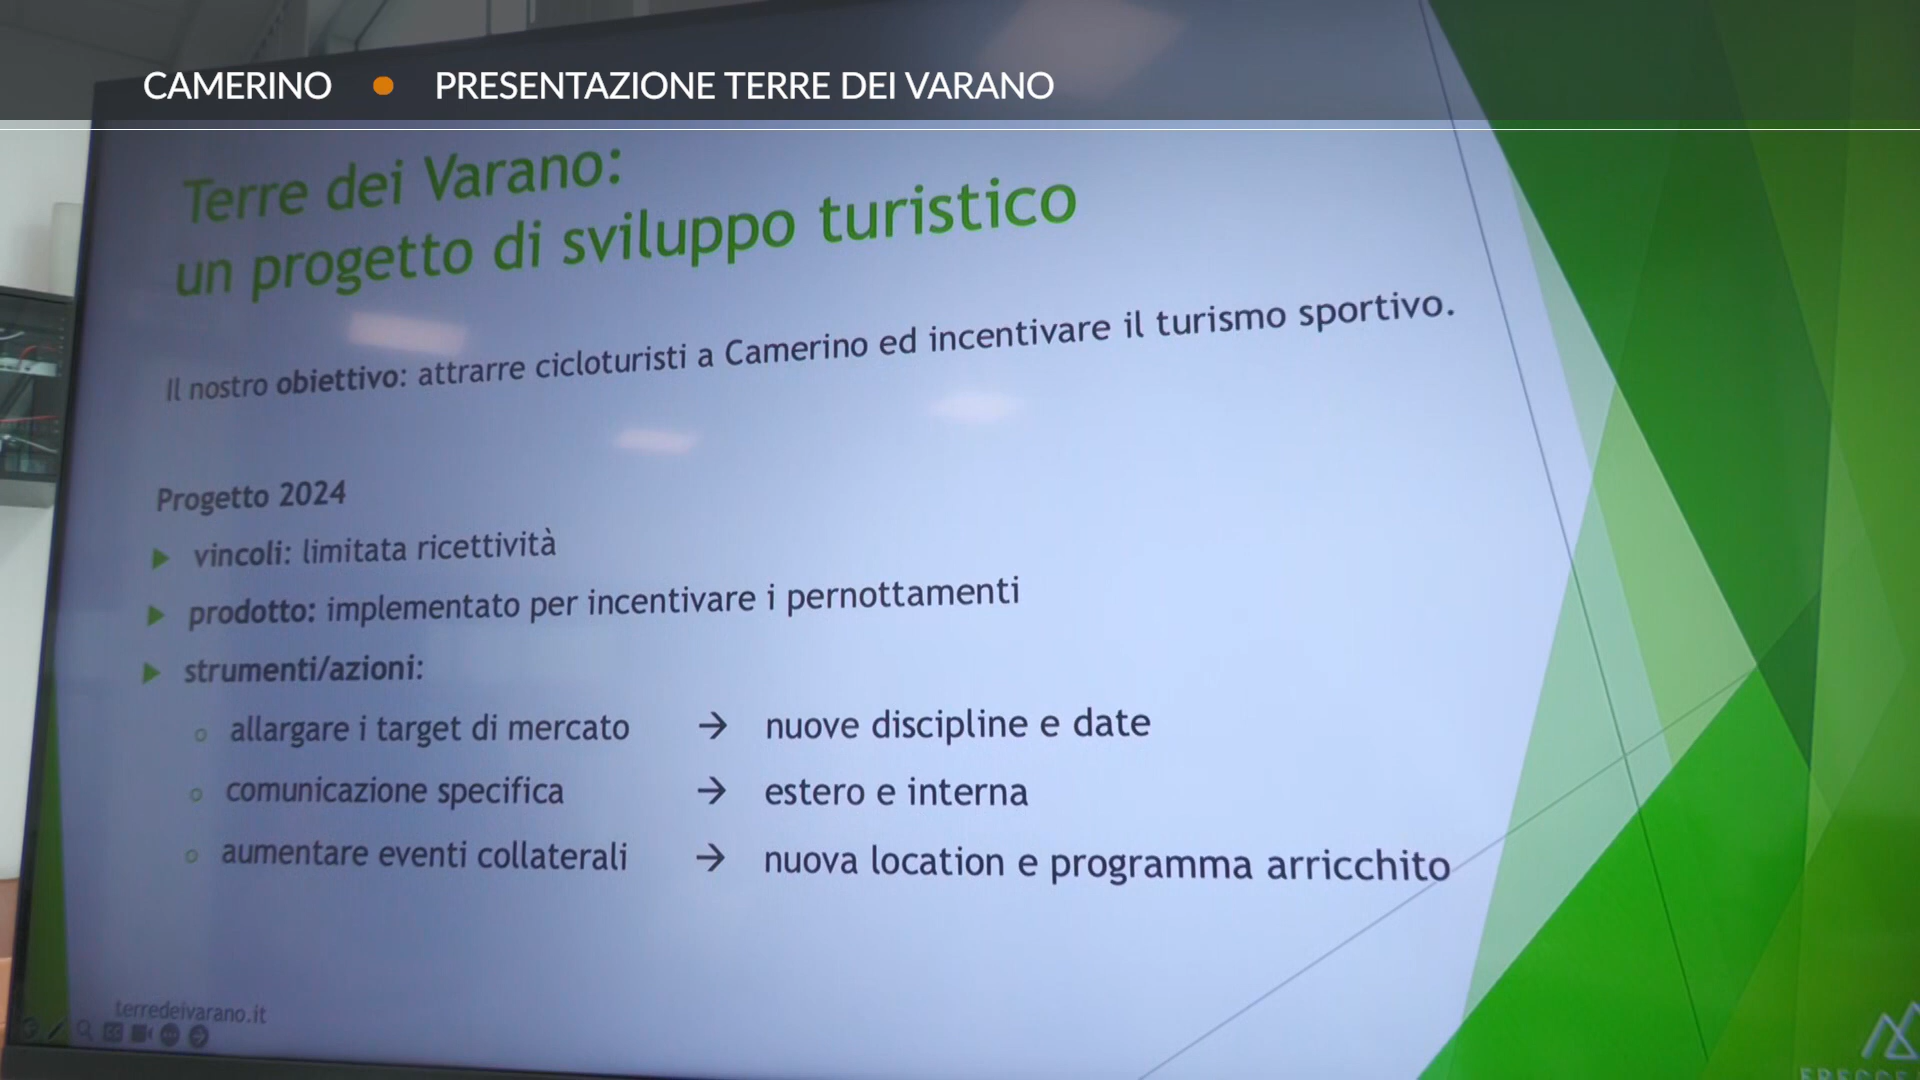 CAMERINO • PRESENTAZIONE TERRE DEI VARANO
Terre dei Varano:
un progetto di sviluppo turistico
Il nostro obiettivo: attrarre cicloturisti a Camerino ed incentivare il turismo sportivo.
Progetto 2024
vincoli: limitata ricettività
prodotto: implementato per incentivare i pernottamenti
strumenti/azioni:
allargare i target di mercato → nuove discipline e date
comunicazione specifica → estero e interna
aumentare eventi collaterali → nuova location e programma arricchito
terredeivarano.it